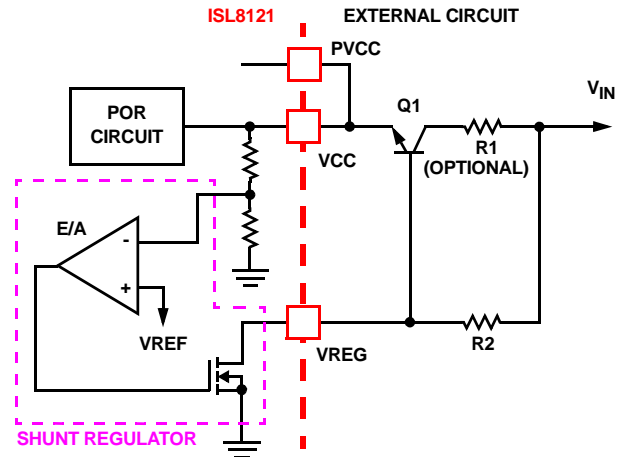 ISL8121 EXTERNAL CIRCUIT
PVCC
POR
CIRCUIT
VCC
Q1
R1
(OPTIONAL)
VIN
E/A
-
+
VREF
VREG
R2
SHUNT REGULATOR